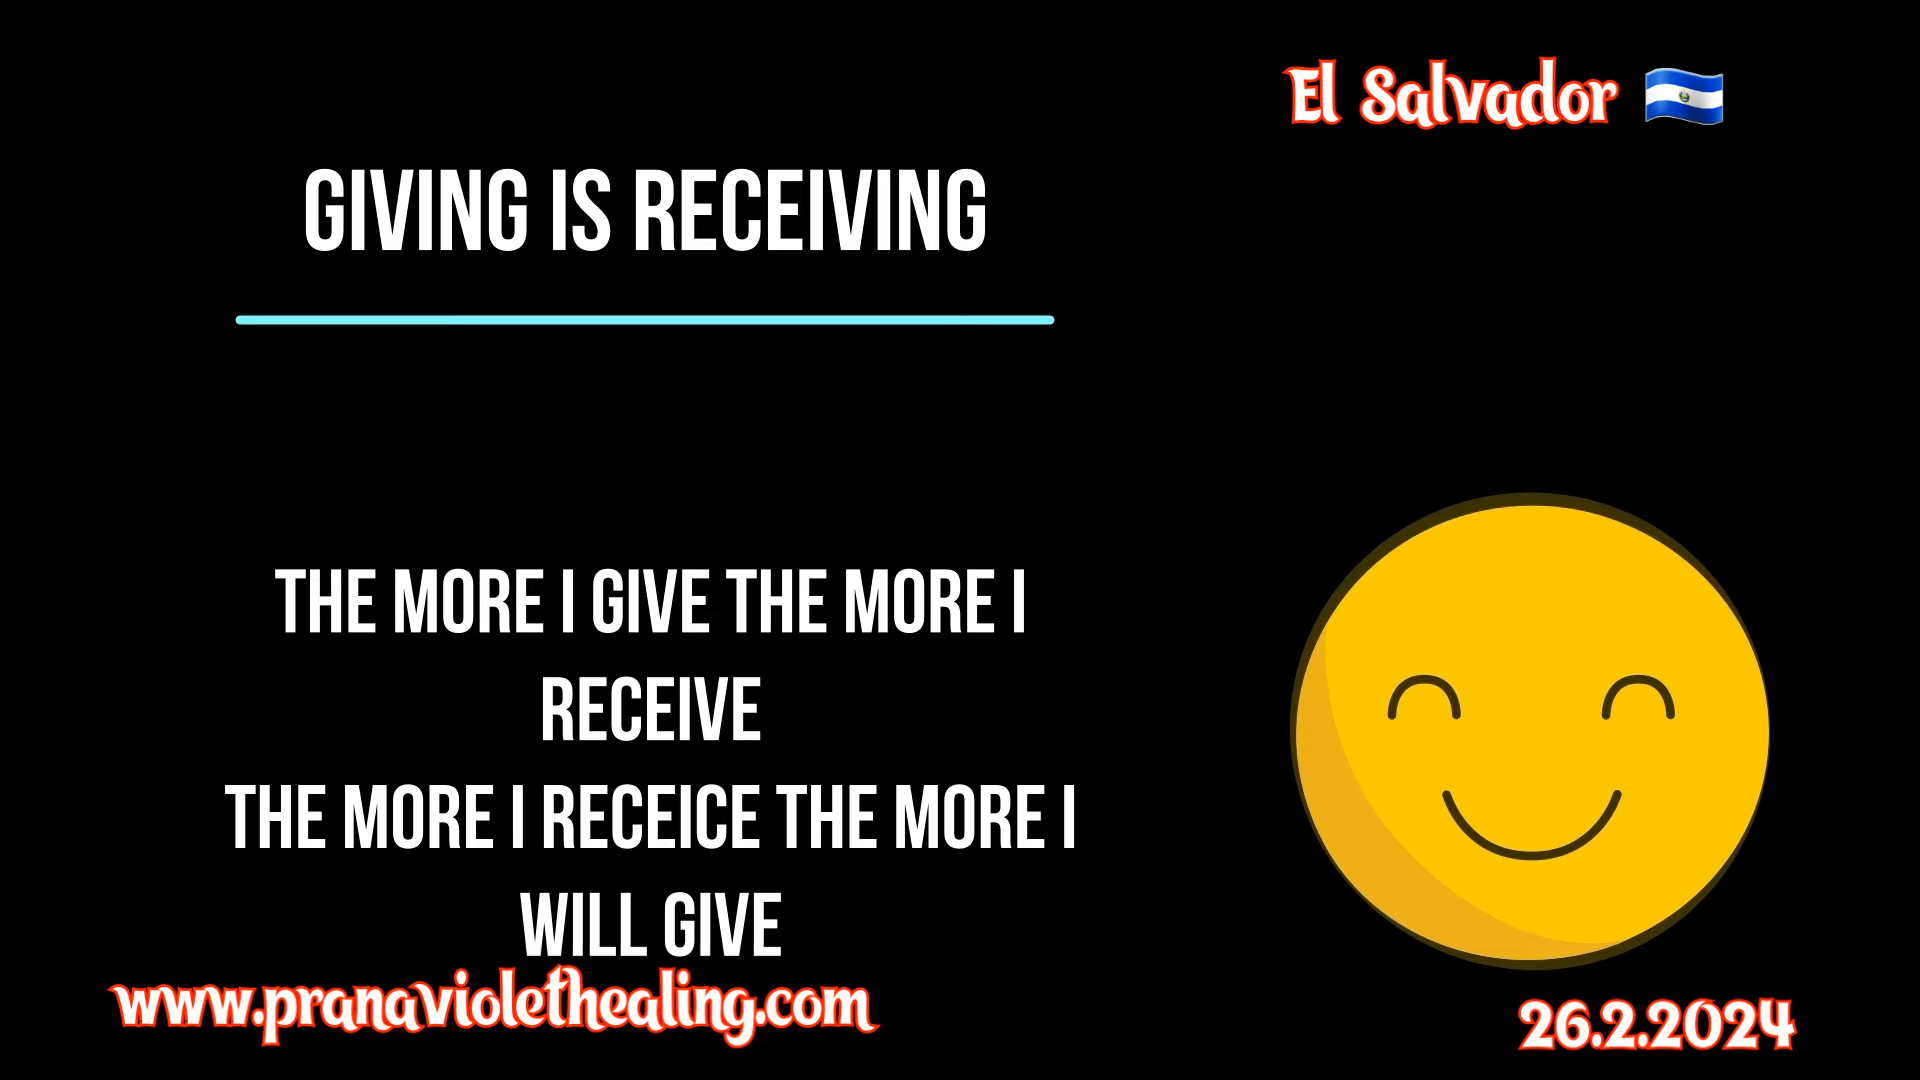 El Salvador 🇸🇻
GIVING IS RECEIVING
THE MORE I GIVE THE MORE I
RECEIVE
THE MORE I RECEICE THE MORE I
WILL GIVE
www.pranaviolethealing.com
26.2.2024